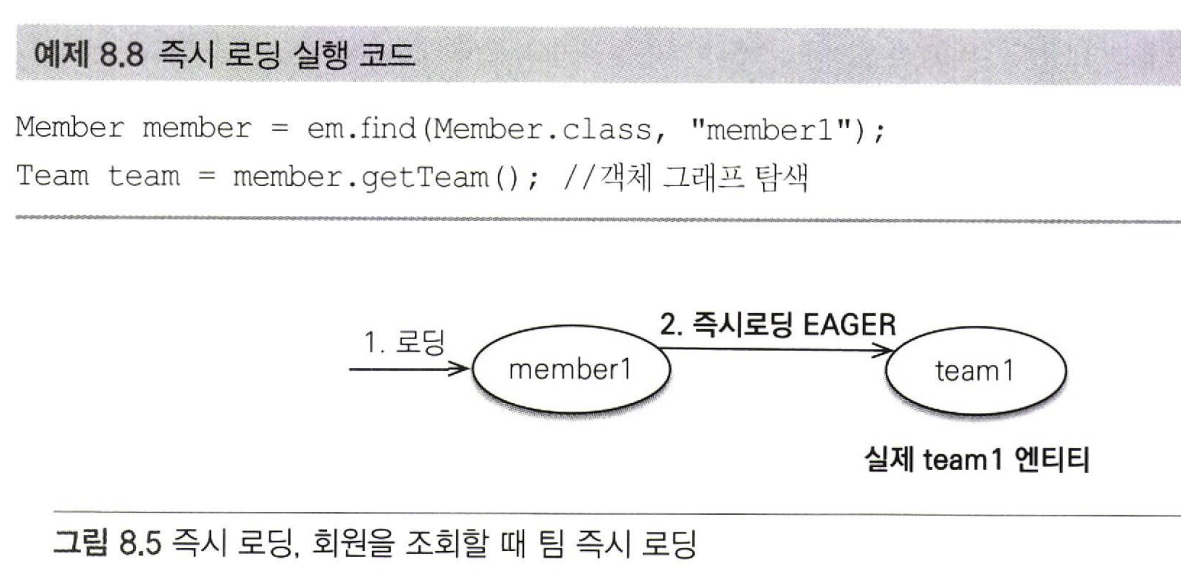 예제 8.8 즉시 로딩 실행 코드
Member member = em.find(Member.class, "member1");
Team team = member.getTeam(); //객체 그래프 탐색
1. 로딩
member1
2. 즉시로딩 EAGER
team1
실제 team1 엔티티
그림 8.5 즉시 로딩, 회원을 조회할 때 팀 즉시 로딩